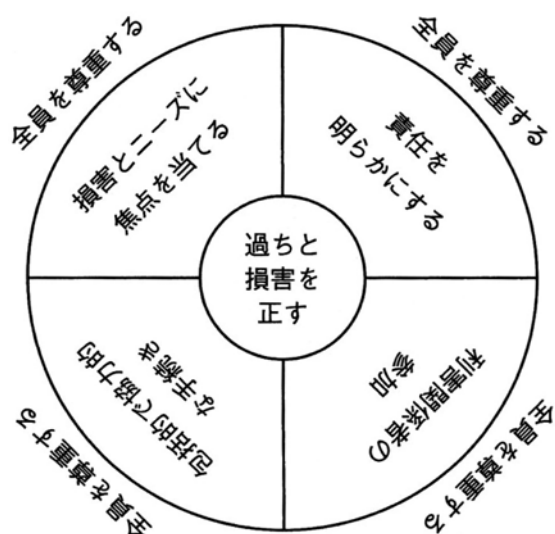 全員を尊重する
全員を尊重する
損害とニーズに
焦点を当てる
責任を
明らかにする
過ちと
損害を
正す
包括的で協力的
な手続き
利害関係者の
参加
全員を尊重する
全員を尊重する